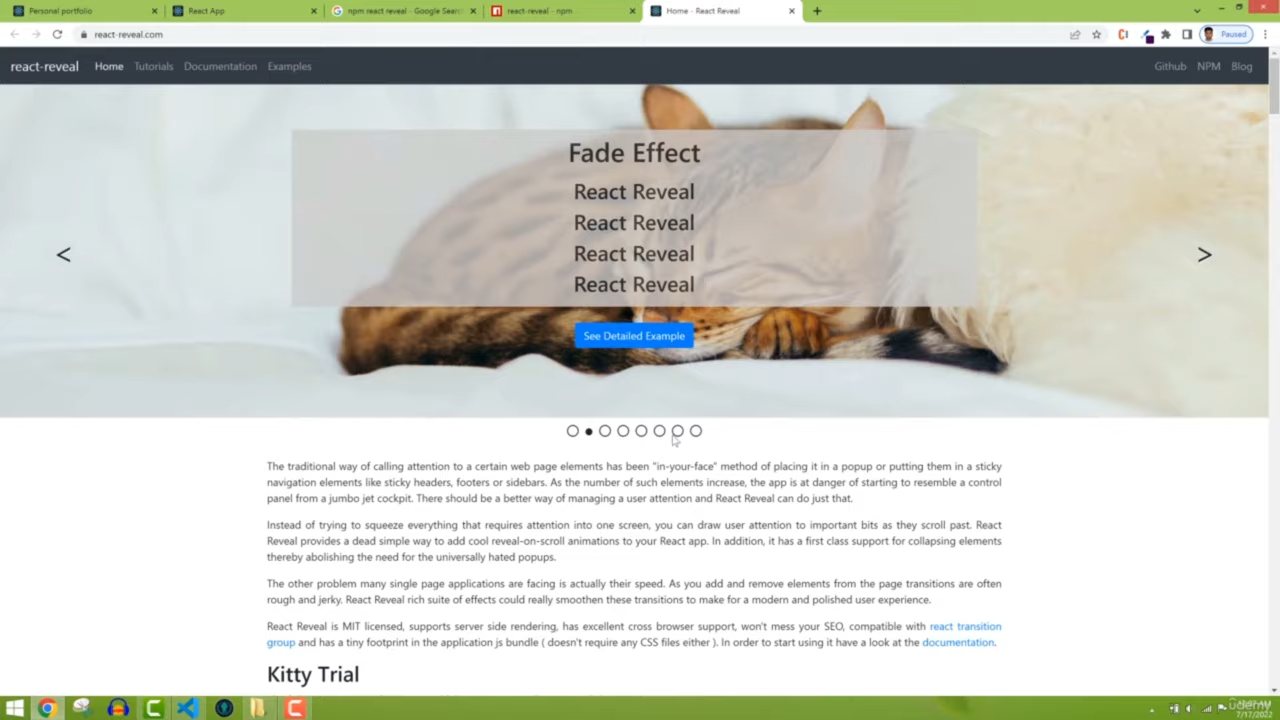 Personal portfolio
React App
npm react reveal - Google Searc
react-reveal - npm
Home - React Reveal
react-reveal.com
Paused
react-reveal
Home
Tutorials
Documentation
Examples
Github
NPM
Blog
Fade Effect
React Reveal
React Reveal
React Reveal
React Reveal
<
>
See Detailed Example
The traditional way of calling attention to a certain web page elements has been "in-your-face" method of placing it in a popup or putting them in a sticky
navigation elements like sticky headers, footers or sidebars. As the number of such elements increase, the app is at danger of starting to resemble a control
panel from a jumbo jet cockpit. There should be a better way of managing a user attention and React Reveal can do just that.
Instead of trying to squeeze everything that requires attention into one screen, you can draw user attention to important bits as they scroll past. React
Reveal provides a dead simple way to add cool reveal-on-scroll animations to your React app. In addition, it has a first class support for collapsing elements
thereby abolishing the need for the universally hated popups.
The other problem many single page applications are facing is actually their speed. As you add and remove elements from the page transitions are often
rough and jerky. React Reveal rich suite of effects could really smoothen these transitions to make for a modern and polished user experience.
React Reveal is MIT licensed, supports server side rendering, has excellent cross browser support, won't mess your SEO, compatible with react transition
group and has a tiny footprint in the application js bundle ( doesn't require any CSS files either ). In order to start using it have a look at the documentation.
Kitty Trial
udemy
7/17/2022